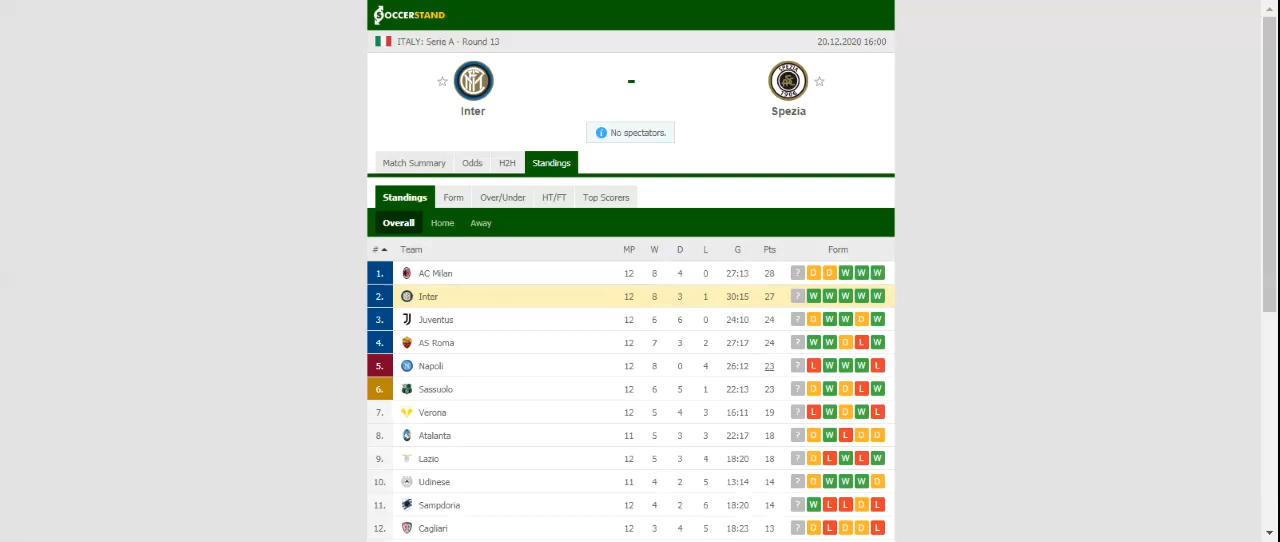 SOCCERSTAND
ITALY: Serie A - Round 13 20.12.2020 16:00
-
Inter Spezia
No spectators.
Match Summary Odds H2H Standings
Standings Form Over/Under HT/FT Top Scorers
Overall Home Away
# Team MP W D L G Pts Form
1. AC Milan 12 8 4 0 27:13 28 ? D D W W W
2. Inter 12 8 3 1 30:15 27 ? W W W W W
3. Juventus 12 6 6 0 24:10 24 ? D W W D W
4. AS Roma 12 7 3 2 27:17 24 ? W W D L W
5. Napoli 12 8 0 4 26:12 23 ? L W W W L
6. Sassuolo 12 6 5 1 22:13 23 ? D W D L W
7. Verona 12 5 4 3 16:11 19 ? L W D W L
8. Atalanta 11 5 3 3 22:17 18 ? D W L D D
9. Lazio 12 5 3 4 18:20 18 ? D L W L W
10. Udinese 11 4 2 5 13:14 14 ? D W W W D
11. Sampdoria 12 4 2 6 18:20 14 ? W L L D L
12. Cagliari 12 3 4 5 18:23 13 ? D L D D L